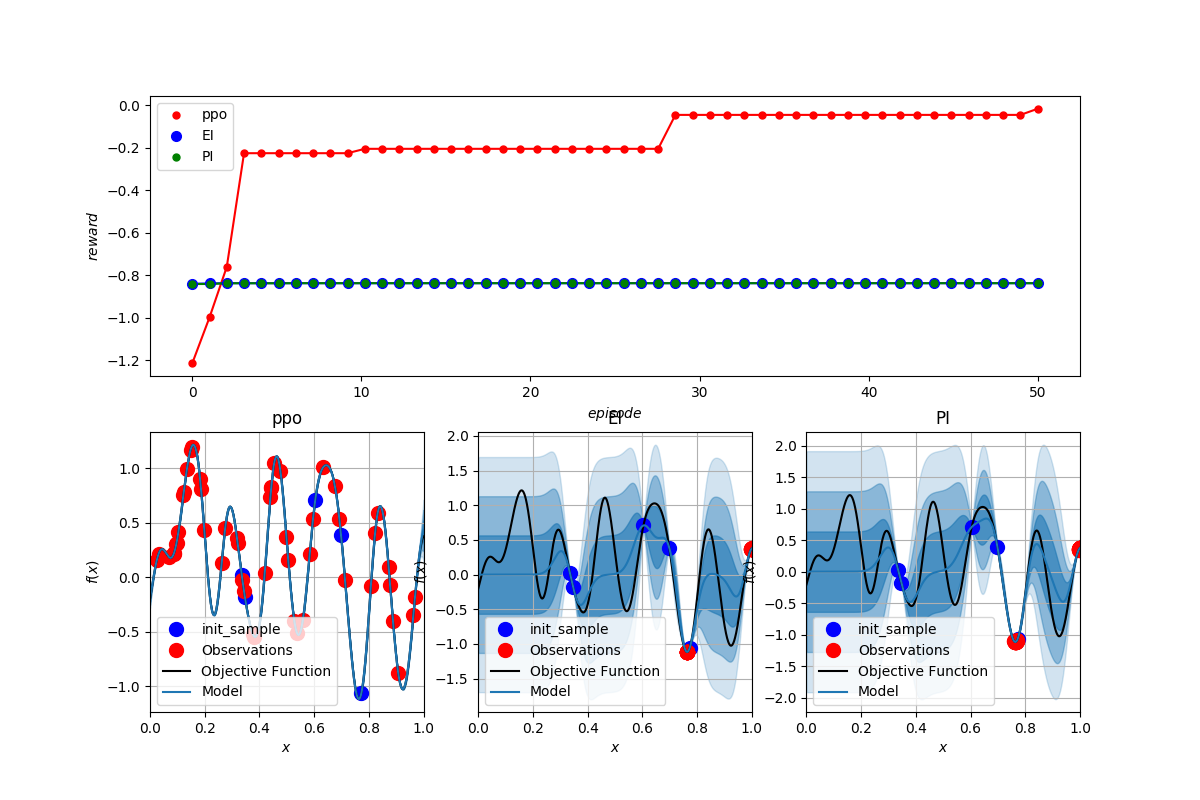 0.0
−0.2
−0.4
−0.6
−0.8
−1.0
−1.2
reward
ppo
EI
PI
0 10 20 30 40 50
episode
ppo EI PI
1.0
0.5
0.0
−0.5
−1.0
f(x)
init_sample
Observations
Objective Function
Model
0.0 0.2 0.4 0.6 0.8 1.0
x
2.0
1.5
1.0
0.5
0.0
−0.5
−1.0
−1.5
f(x)
init_sample
Observations
Objective Function
Model
0.0 0.2 0.4 0.6 0.8 1.0
x
2.0
1.5
1.0
0.5
0.0
−0.5
−1.0
−1.5
−2.0
f(x)
init_sample
Observations
Objective Function
Model
0.0 0.2 0.4 0.6 0.8 1.0
x